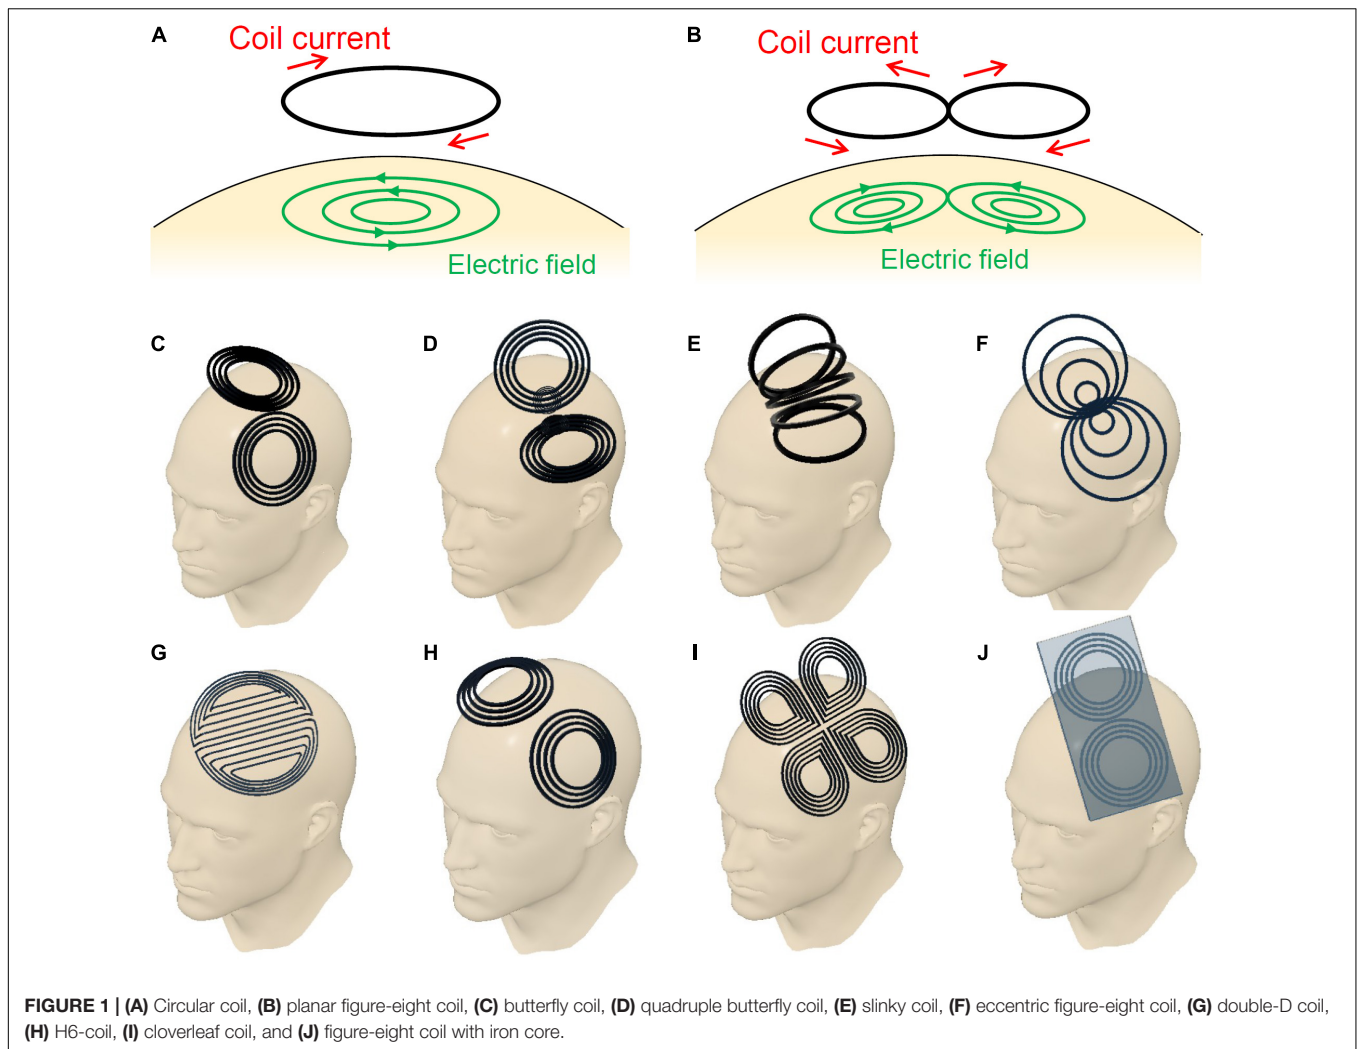 A
Coil current
Electric field
B
Coil current
Electric field
C
D
E
F
G
H
I
J
FIGURE 1 | (A) Circular coil, (B) planar figure-eight coil, (C) butterfly coil, (D) quadruple butterfly coil, (E) slinky coil, (F) eccentric figure-eight coil, (G) double-D coil,
(H) H6-coil, (I) cloverleaf coil, and (J) figure-eight coil with iron core.